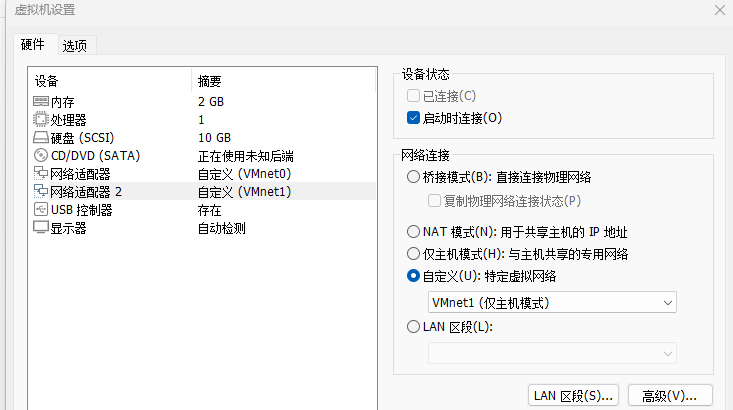 虚拟机设置
硬件 选项
设备 摘要
内存 2 GB
处理器 1
硬盘 (SCSI) 10 GB
CD/DVD (SATA) 正在使用未知后端
网络适配器 自定义 (VMnet0)
网络适配器 2 自定义 (VMnet1)
USB 控制器 存在
显示器 自动检测
设备状态
已连接(C)
启动时连接(O)
网络连接
桥接模式(B): 直接连接物理网络
复制物理网络连接状态(P)
NAT 模式(N): 用于共享主机的 IP 地址
仅主机模式(H): 与主机共享的专用网络
自定义(U): 特定虚拟网络
VMnet1 (仅主机模式)
LAN 区段(L):
LAN 区段(S)... 高级(V)...